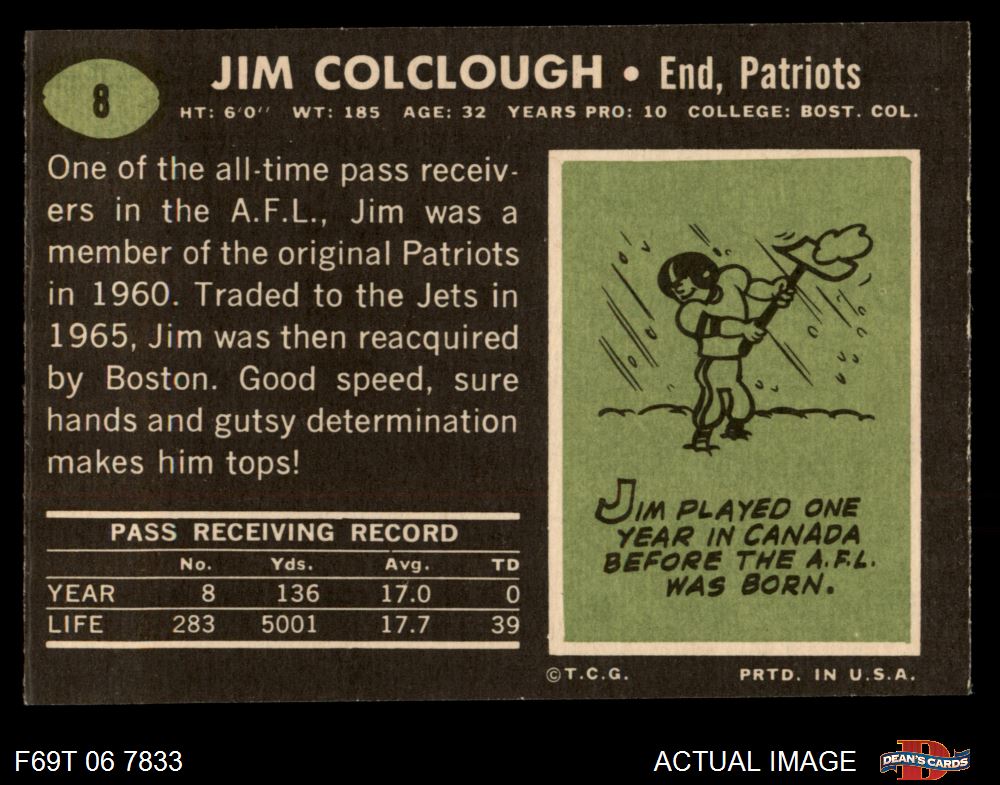 8
JIM COLCLOUGH • End, Patriots
HT: 6'0" WT: 185 AGE: 32 YEARS PRO: 10 COLLEGE: BOST. COL.
One of the all-time pass receiv-
ers in the A.F.L., Jim was a
member of the original Patriots
in 1960. Traded to the Jets in
1965, Jim was then reacquired
by Boston. Good speed, sure
hands and gutsy determination
makes him tops!
PASS RECEIVING RECORD
No. Yds. Avg. TD
YEAR 8 136 17.0 0
LIFE 283 5001 17.7 39
JIM PLAYED ONE
YEAR IN CANADA
BEFORE THE A.F.L.
WAS BORN.
©T.C.G. PRTD. IN U.S.A.
F69T 06 7833 ACTUAL IMAGE D DEAN'S CARDS